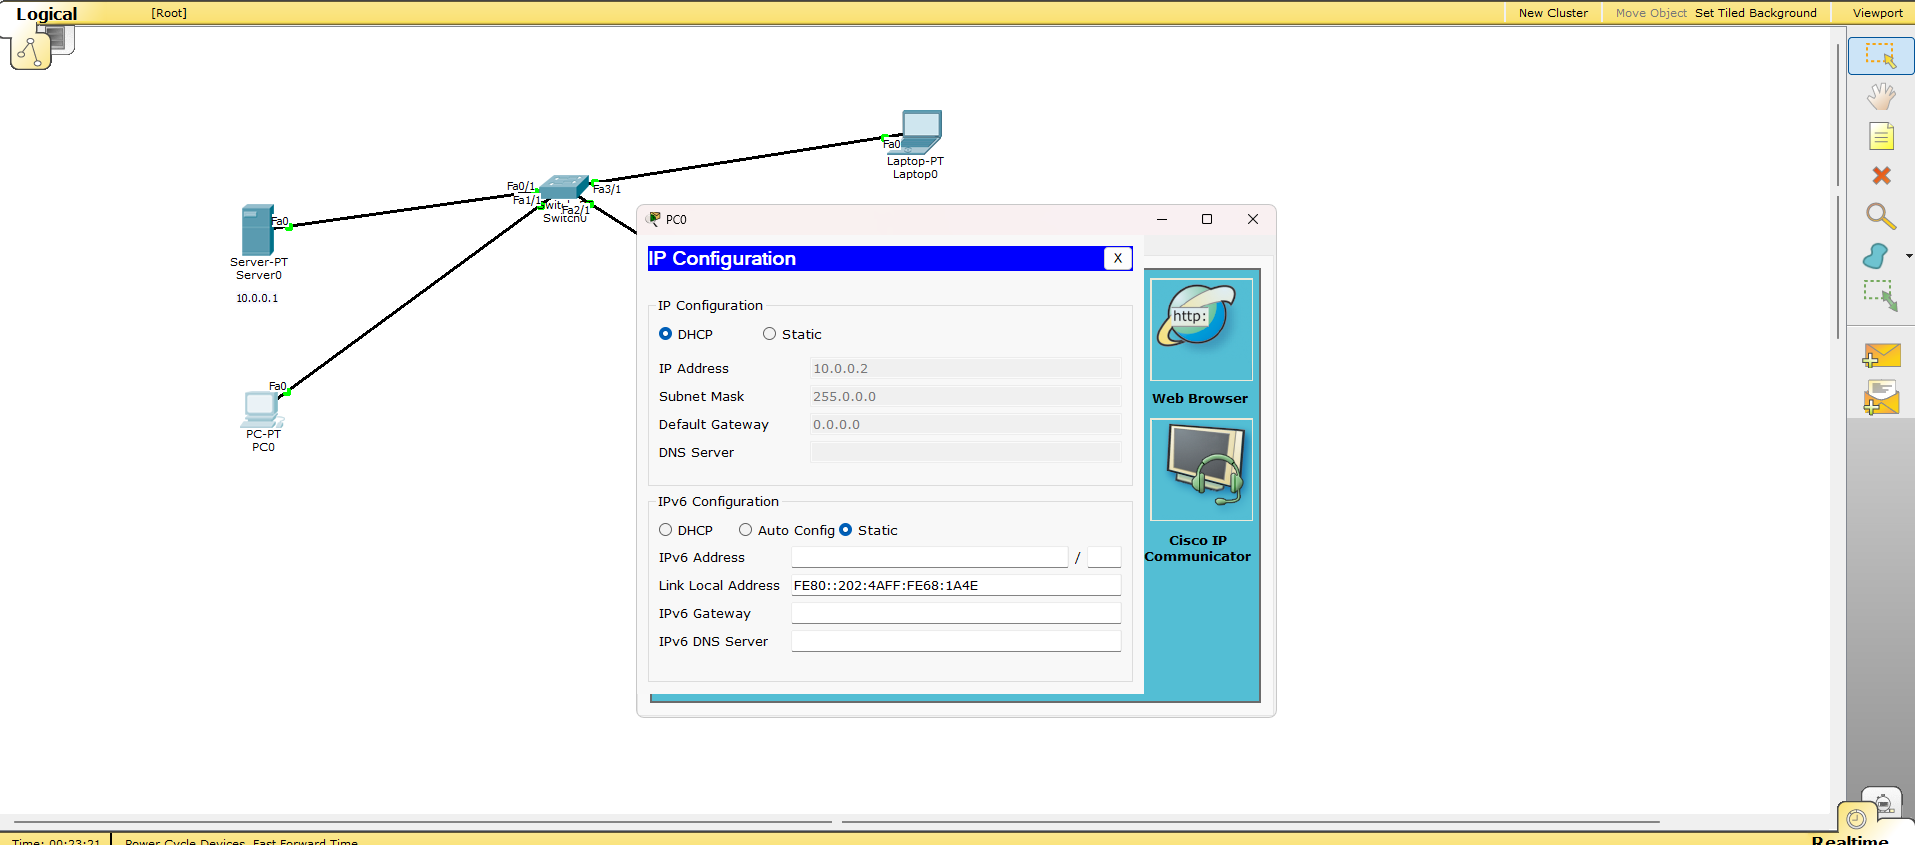 Logical
[Root]
New Cluster
Move Object
Set Tiled Background
Viewport
Fa0
Laptop-PT
Laptop0
Fa0/1
Fa3/1
Fa1/1
Fa2/1
Switch0
Fa0
Server-PT
Server0
10.0.0.1
Fa0
PC-PT
PC0
PC0
IP Configuration
X
IP Configuration
DHCP
Static
IP Address
10.0.0.2
Subnet Mask
255.0.0.0
Default Gateway
0.0.0.0
DNS Server
IPv6 Configuration
DHCP
Auto Config
Static
IPv6 Address
/
Link Local Address
FE80::202:4AFF:FE68:1A4E
IPv6 Gateway
IPv6 DNS Server
http:
Web Browser
Cisco IP
Communicator
Time: 00:23:21
Power Cycle Devices
Fast Forward Time
Realtime